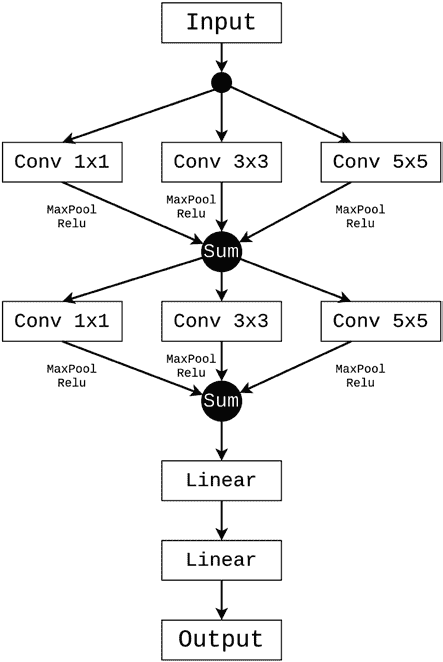 Input
Conv 1x1
Conv 3x3
Conv 5x5
MaxPool
Relu
MaxPool
Relu
MaxPool
Relu
Sum
Conv 1x1
Conv 3x3
Conv 5x5
MaxPool
Relu
MaxPool
Relu
MaxPool
Relu
Sum
Linear
Linear
Output